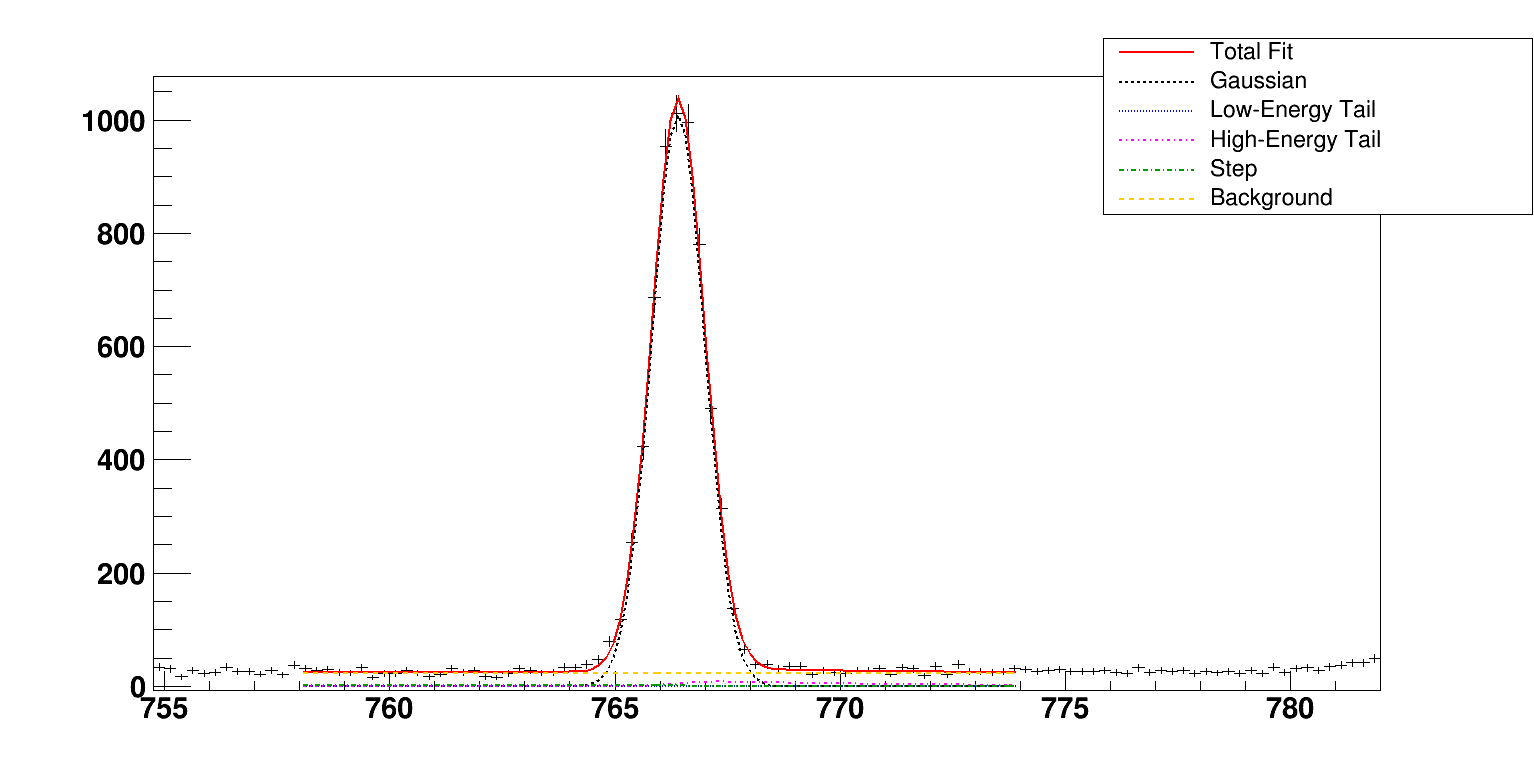 Total Fit
Gaussian
Low-Energy Tail
High-Energy Tail
Step
Background
1000
800
600
400
200
0
755 760 765 770 775 780